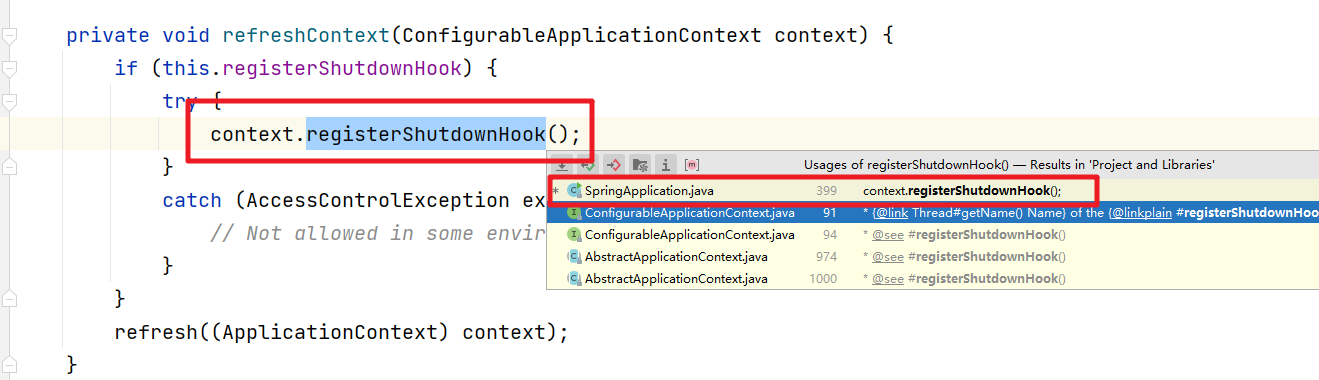 private void refreshContext(ConfigurableApplicationContext context) {
if (this.registerShutdownHook) {
try {
context.registerShutdownHook();
}
Usages of registerShutdownHook() — Results in 'Project and Libraries'
SpringApplication.java 399 context.registerShutdownHook();
catch (AccessControlException ex
ConfigurableApplicationContext.java 91 * {@link Thread#getName() Name} of the {@linkplain #registerShutdownHoo
// Not allowed in some envir
ConfigurableApplicationContext.java 94 * @see #registerShutdownHook()
AbstractApplicationContext.java 974 * @see #registerShutdownHook()
}
AbstractApplicationContext.java 1000 * @see #registerShutdownHook()
}
refresh((ApplicationContext) context);
}